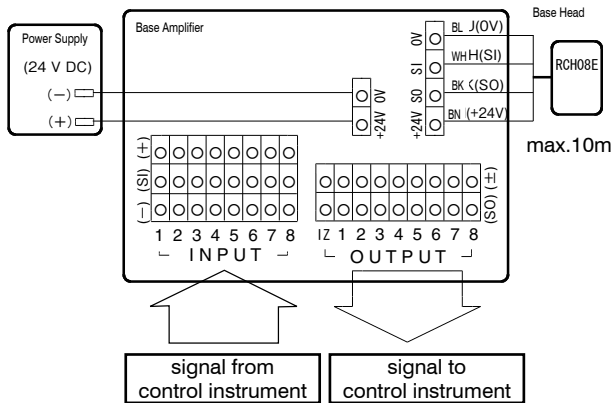 Base Head
Base Amplifier
Power Supply
(24 V DC)
(－)
(＋)
0V
+24V
0V
SI
SO
+24V
BL J(0V)
WH H(SI)
BK (SO)
BN (+24V)
RCH08E
max.10m
(+)
(SI)
(－)
1 2 3 4 5 6 7 8
INPUT
(±)
(SO)
IZ 1 2 3 4 5 6 7 8
OUTPUT
signal from
control instrument
signal to
control instrument